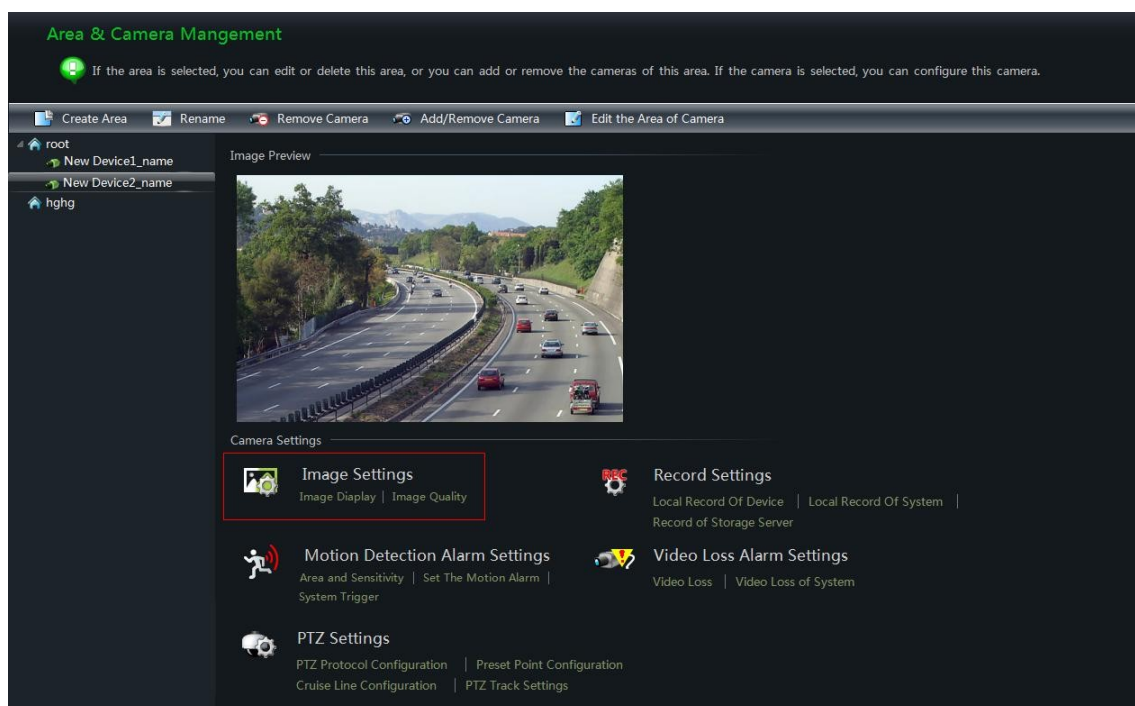 Area & Camera Mangement
If the area is selected, you can edit or delete this area, or you can add or remove the cameras of this area. If the camera is selected, you can configure this camera.
Create Area Rename Remove Camera Add/Remove Camera Edit the Area of Camera
root
New Device1_name
New Device2_name
hghg
Image Preview
Camera Settings
Image Settings
Image Diaplay | Image Quality
Record Settings
Local Record Of Device | Local Record Of System |
Record of Storage Server
Motion Detection Alarm Settings
Area and Sensitivity | Set The Motion Alarm |
System Trigger
Video Loss Alarm Settings
Video Loss | Video Loss of System
PTZ Settings
PTZ Protocol Configuration | Preset Point Configuration
Cruise Line Configuration | PTZ Track Settings
REC